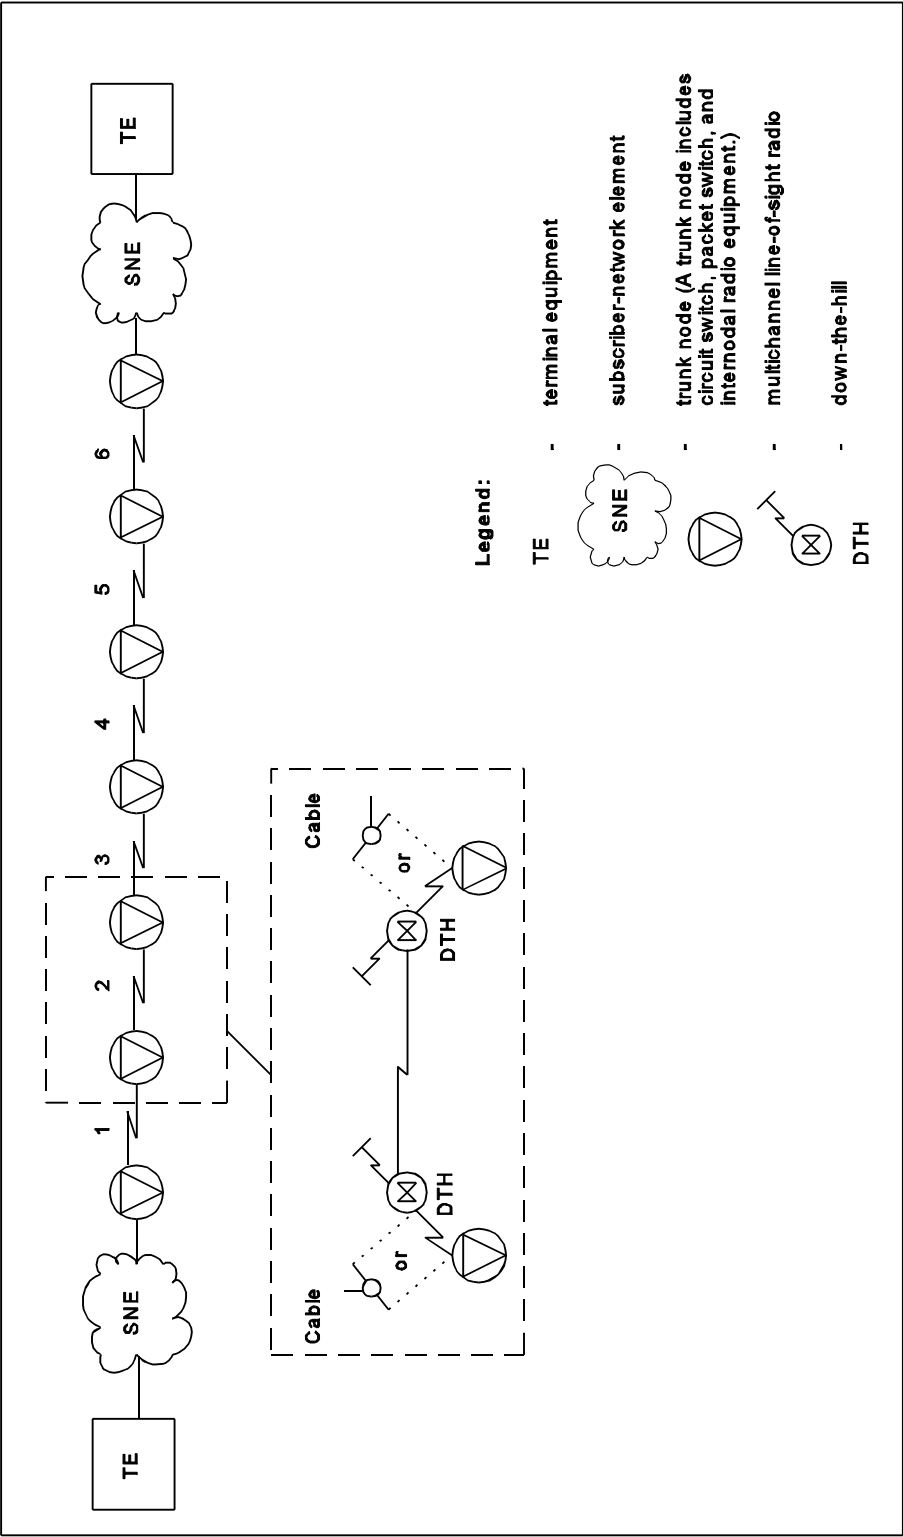 TE
SNE
1
2
3
4
5
6
SNE
TE
Cable
or
DTH
DTH
or
Cable
Legend:
TE - terminal equipment
SNE - subscriber-network element
- trunk node (A trunk node includes
circuit switch, packet switch, and
internodal radio equipment.)
- multichannel line-of-sight radio
DTH - down-the-hill